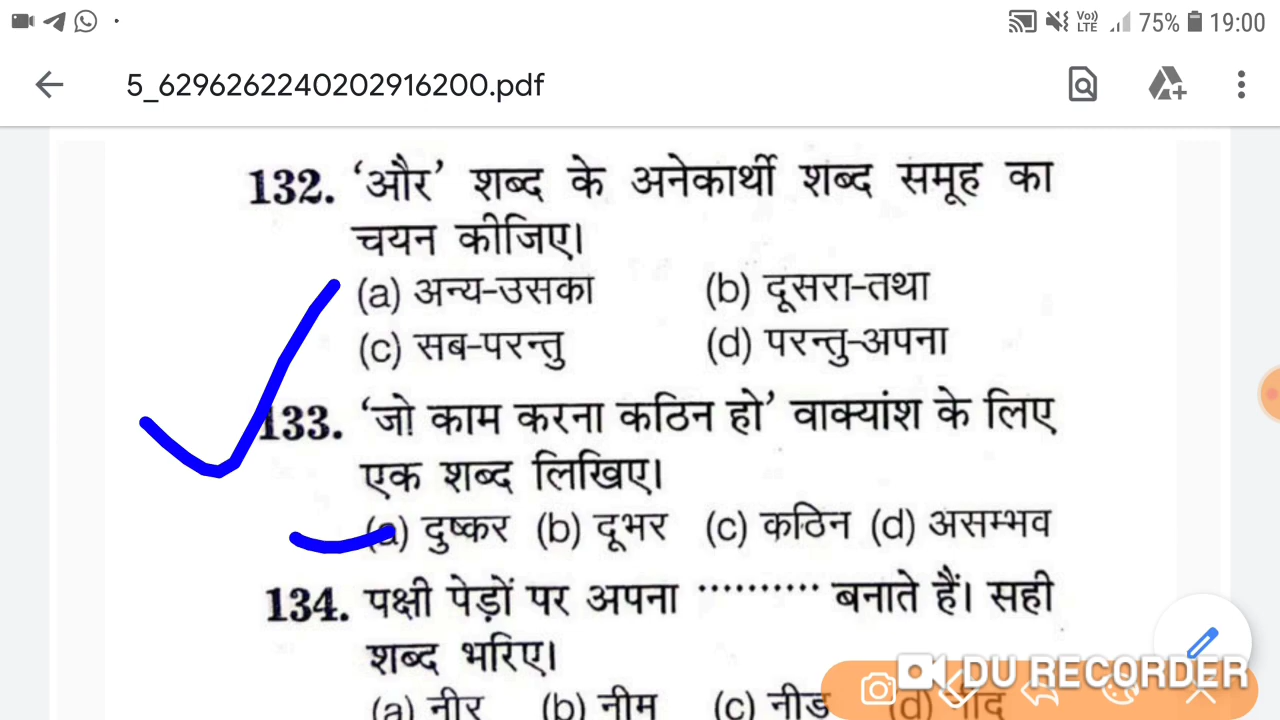 Vo)) LTE 75% 19:00
5_6296262240202916200.pdf
132. ‘और’ शब्द के अनेकार्थी शब्द समूह का
चयन कीजिए।
(a) अन्य-उसका (b) दूसरा-तथा
(c) सब-परन्तु (d) परन्तु-अपना
133. ‘जो काम करना कठिन हो’ वाक्यांश के लिए
एक शब्द लिखिए।
(a) दुष्कर (b) दूभर (c) कठिन (d) असम्भव
134. पक्षी पेड़ों पर अपना ·········· बनाते हैं। सही
शब्द भरिए।
DU RECORDER
(a) नीर (b) नीम (c) नीड (d) नींद